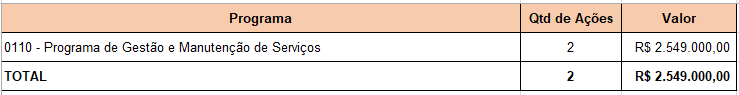 Programa Qtd de Ações Valor
0110 - Programa de Gestão e Manutenção de Serviços 2 R$ 2.549.000,00
TOTAL 2 R$ 2.549.000,00